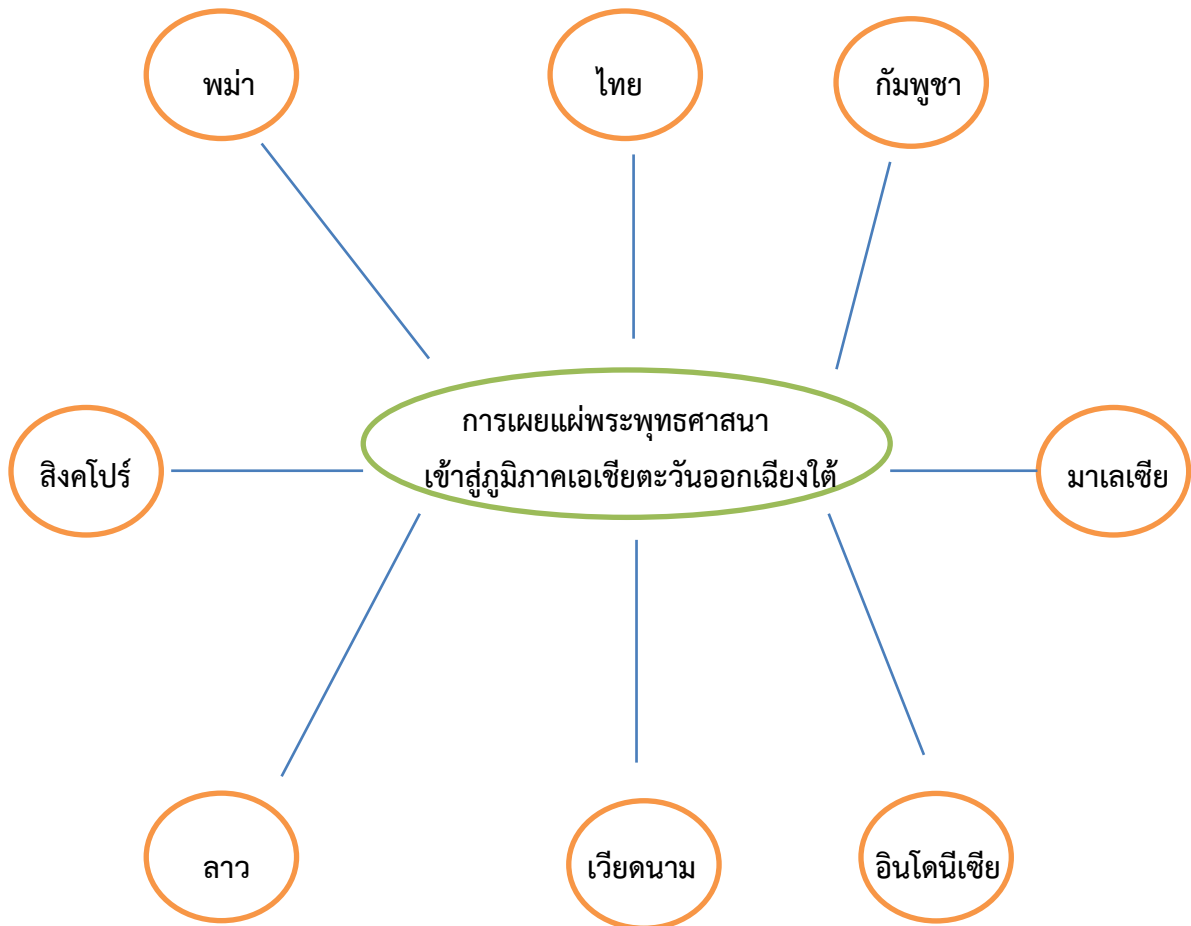 พม่า
ไทย
กัมพูชา
การเผยแผ่พระพุทธศาสนา
เข้าสู่ภูมิภาคเอเชียตะวันออกเฉียงใต้
สิงคโปร์
มาเลเซีย
ลาว
เวียดนาม
อินโดนีเซีย